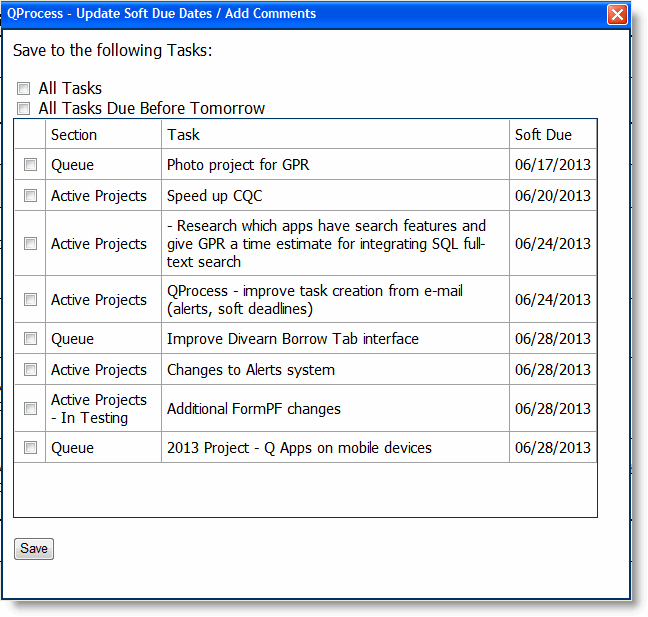 QProcess - Update Soft Due Dates / Add Comments
Save to the following Tasks:
All Tasks
All Tasks Due Before Tomorrow
Section Task Soft Due
Queue Photo project for GPR 06/17/2013
Active Projects Speed up CQC 06/20/2013
- Research which apps have search features and
Active Projects give GPR a time estimate for integrating SQL full- 06/24/2013
text search
Active Projects QProcess - improve task creation from e-mail 06/24/2013
(alerts, soft deadlines)
Queue Improve Divearn Borrow Tab interface 06/28/2013
Active Projects Changes to Alerts system 06/28/2013
Active Projects Additional FormPF changes 06/28/2013
- In Testing
Queue 2013 Project - Q Apps on mobile devices 06/28/2013
Save